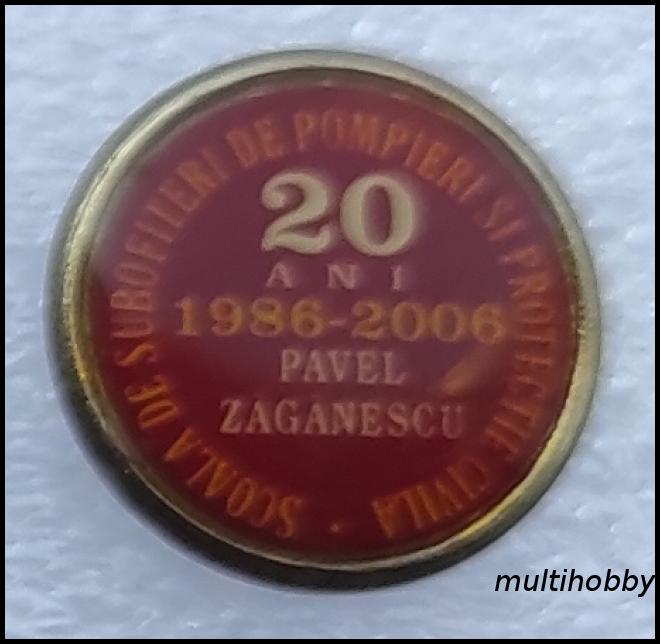 SCOALA DE SUBOFITERI DE POMPIERI SI PROTECTIE CIVILA
20
ANI
1986-2006
PAVEL
ZAGANESCU
multihobby